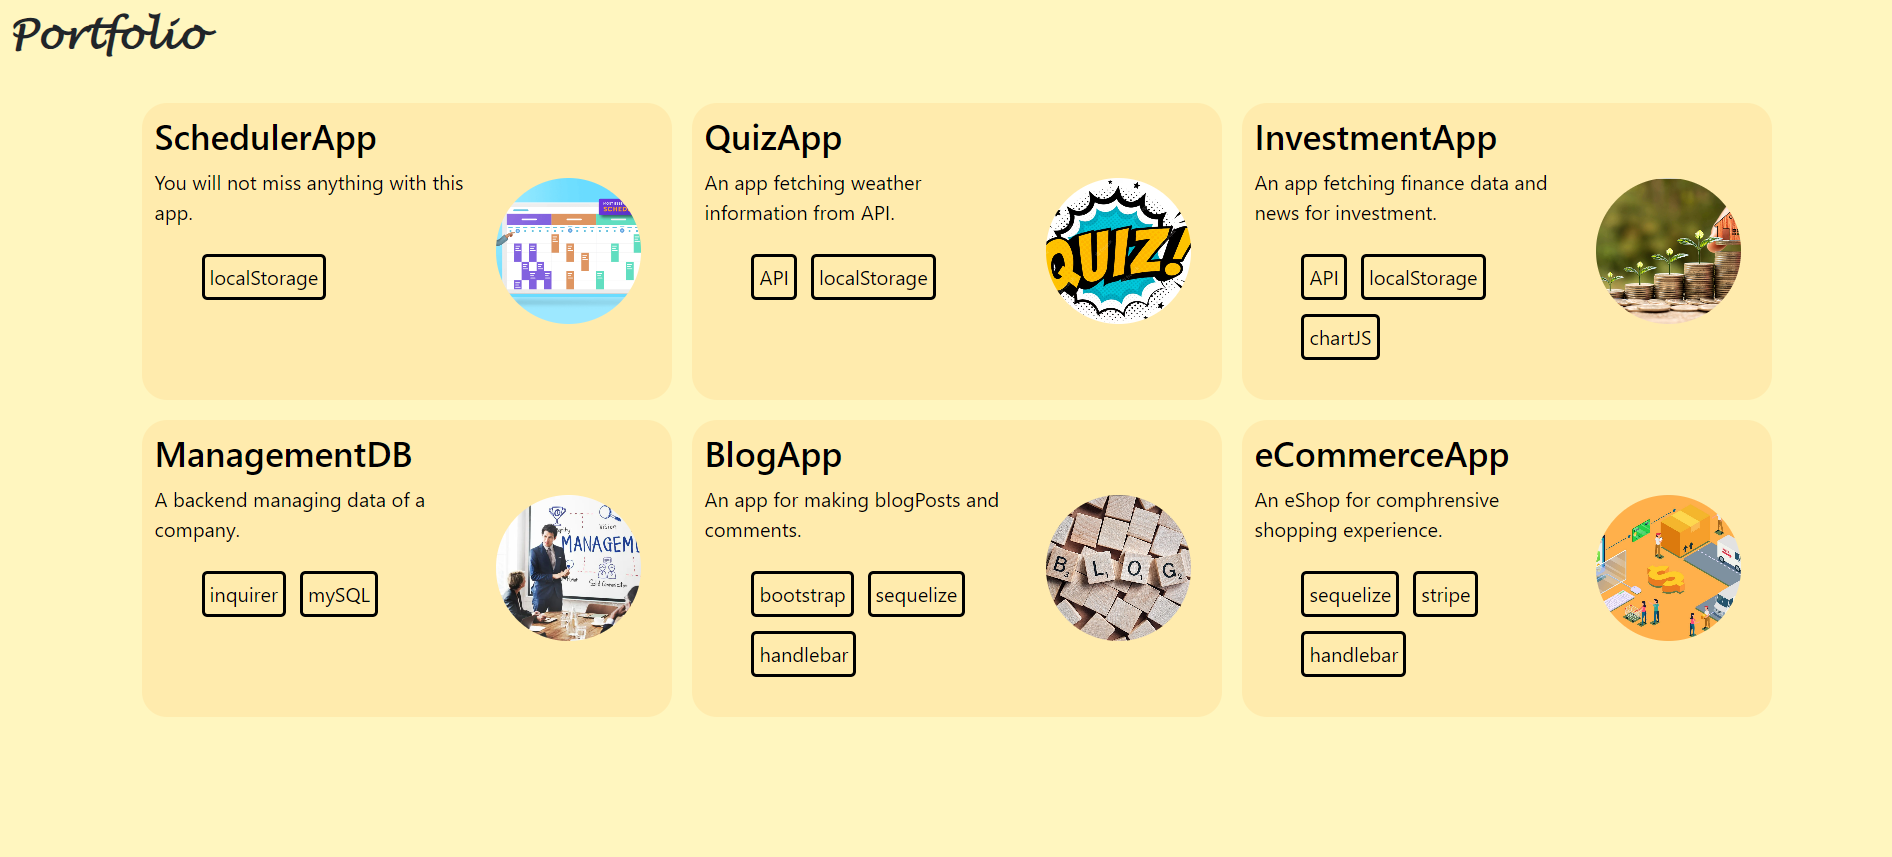 Portfolio
SchedulerApp
You will not miss anything with this
app.
localStorage
QuizApp
An app fetching weather
information from API.
API localStorage
QUIZ!
InvestmentApp
An app fetching finance data and
news for investment.
API localStorage
chartJS
ManagementDB
A backend managing data of a
company.
inquirer mySQL
Vision
MANAGEM
BlogApp
An app for making blogPosts and
comments.
bootstrap sequelize
handlebar
B L O G
eCommerceApp
An eShop for comphrensive
shopping experience.
sequelize stripe
handlebar